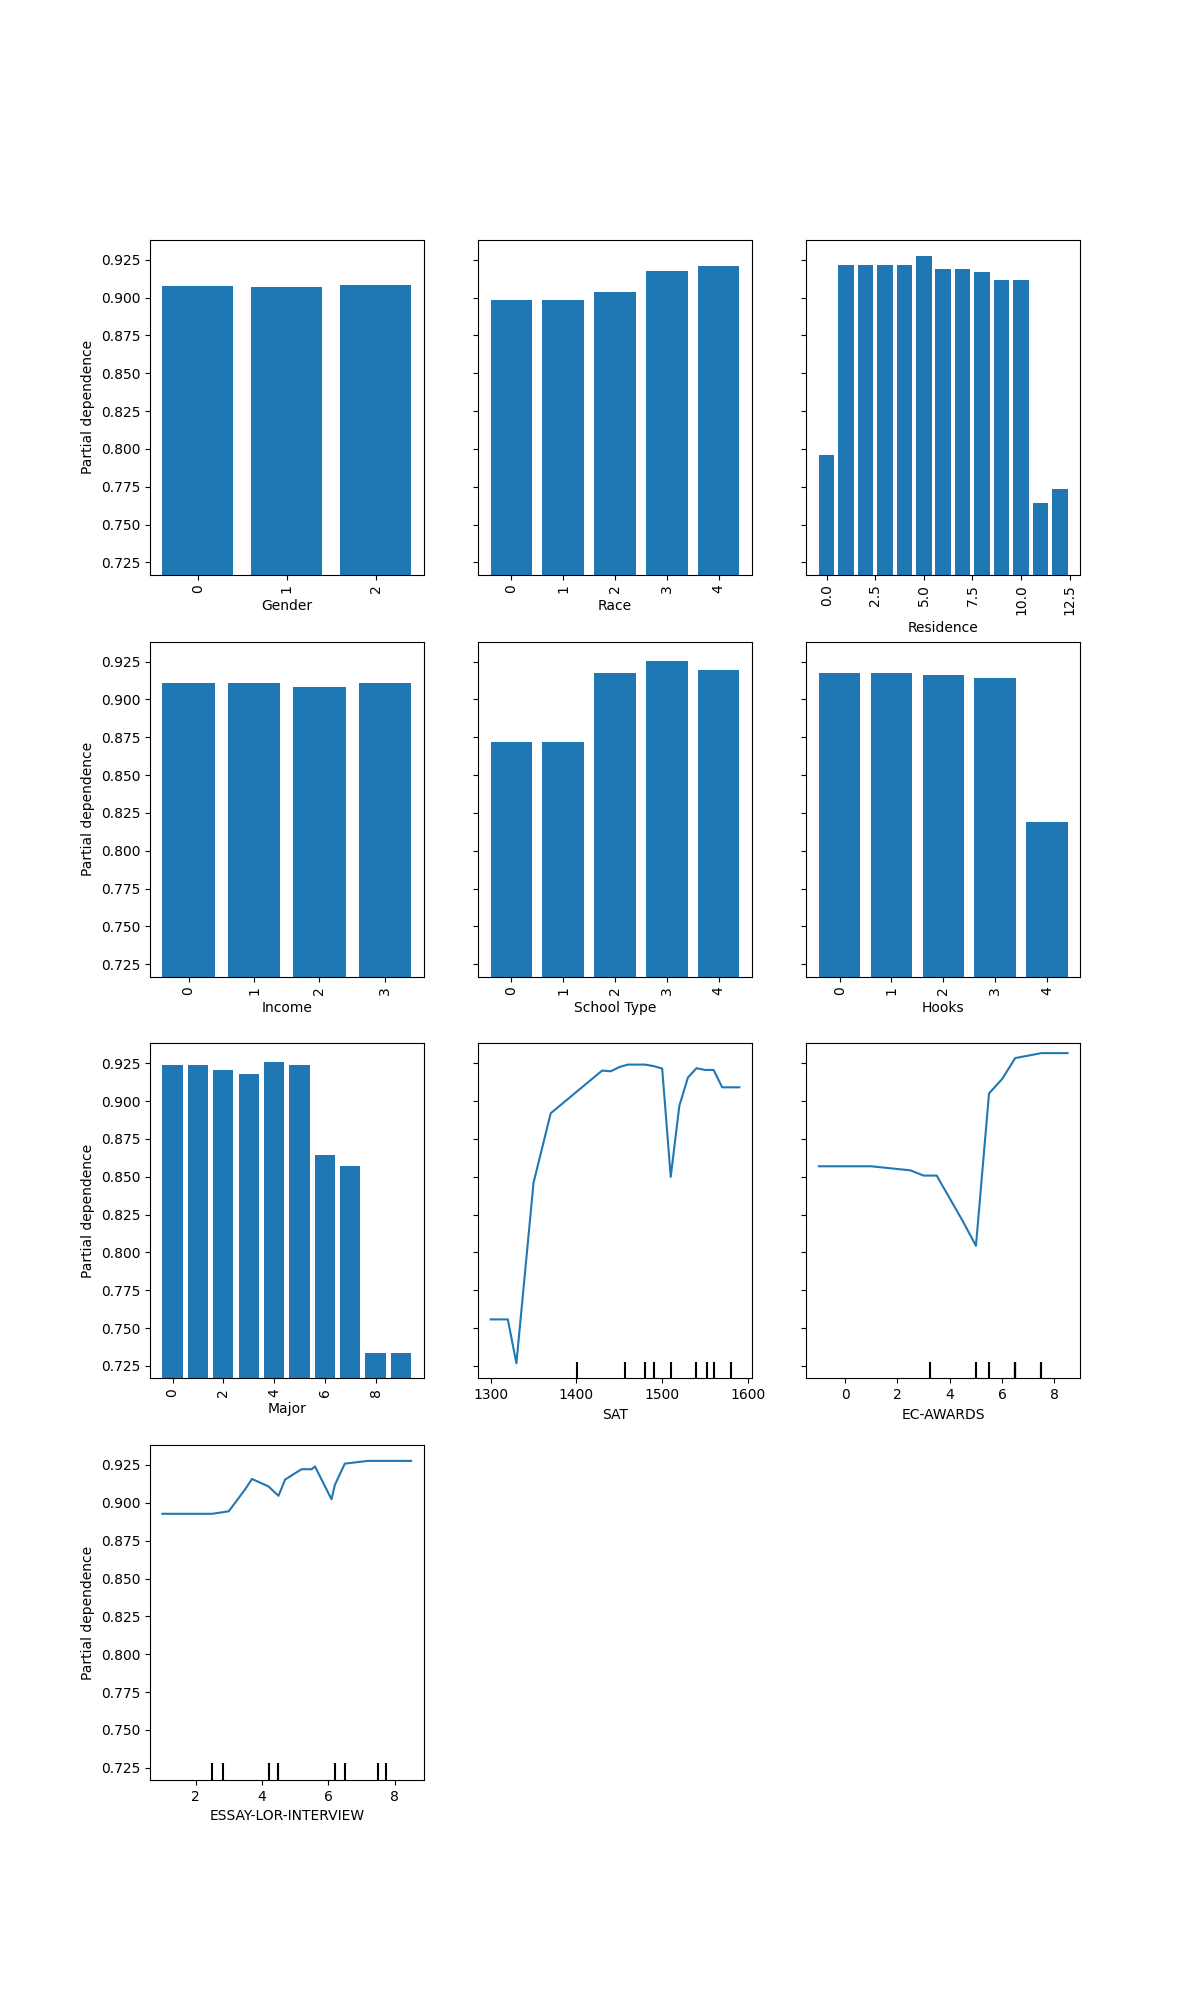 Partial dependence
0.925
0.900
0.875
0.850
0.825
0.800
0.775
0.750
0.725
0 1 2
Gender
0 1 2 3 4
Race
0.0 2.5 5.0 7.5 10.0 12.5
Residence
Partial dependence
0.925
0.900
0.875
0.850
0.825
0.800
0.775
0.750
0.725
0 1 2 3
Income
0 1 2 3 4
School Type
0 1 2 3 4
Hooks
Partial dependence
0.925
0.900
0.875
0.850
0.825
0.800
0.775
0.750
0.725
0 2 4 6 8
Major
1300 1400 1500 1600
SAT
0 2 4 6 8
EC-AWARDS
Partial dependence
0.925
0.900
0.875
0.850
0.825
0.800
0.775
0.750
0.725
2 4 6 8
ESSAY-LOR-INTERVIEW